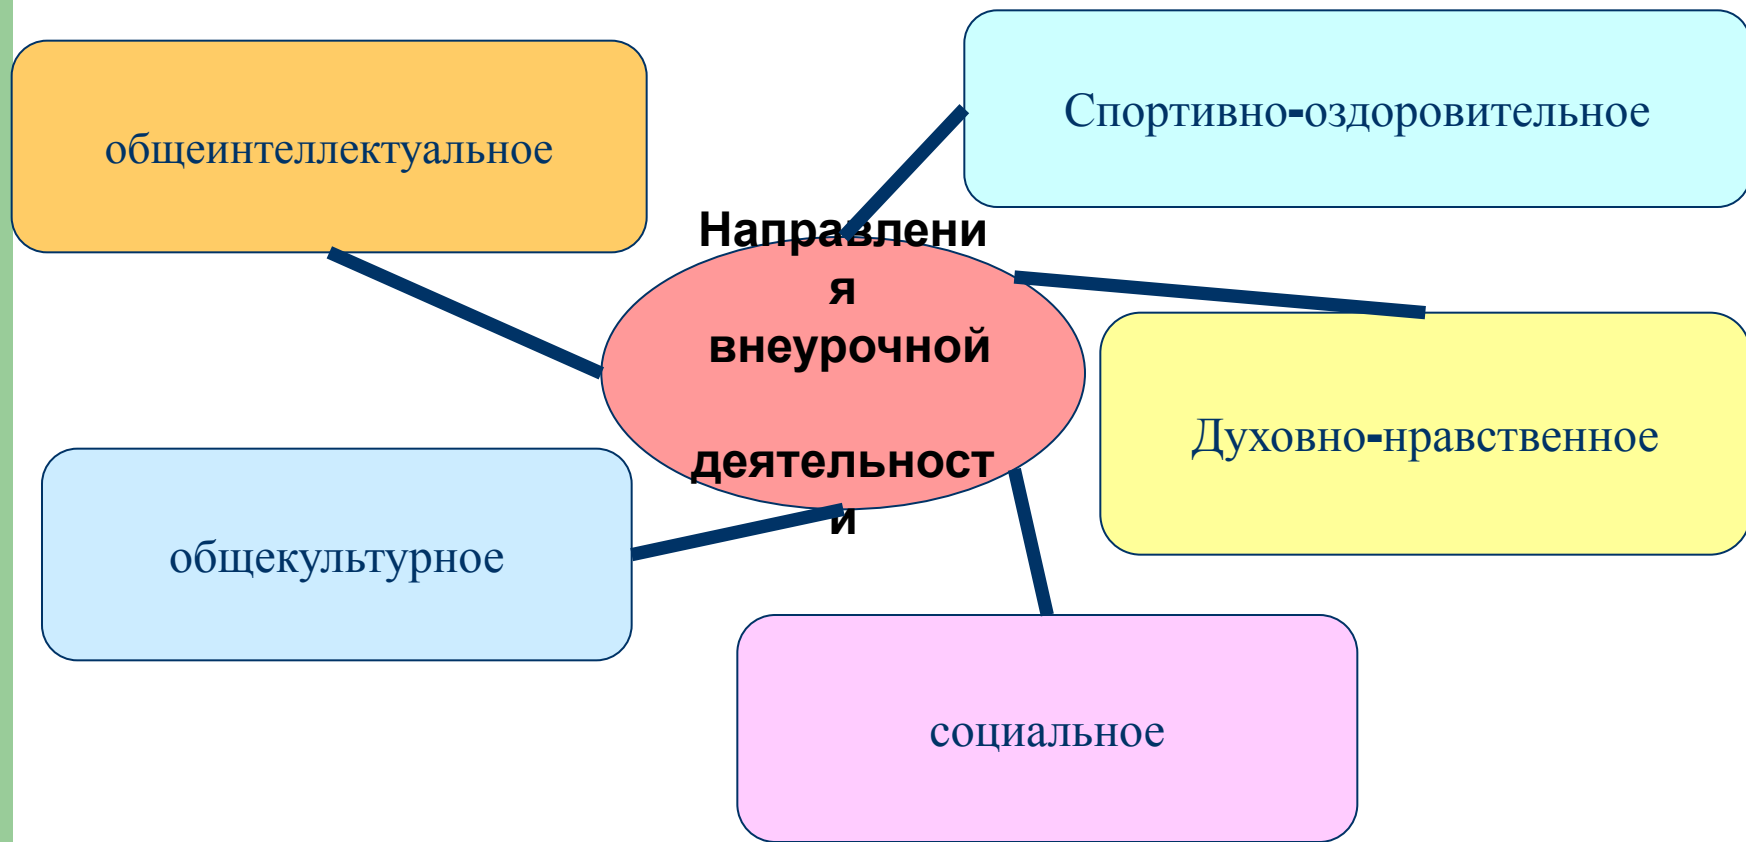 общеинтеллектуальное
Спортивно-оздоровительное
Направлени
я
внеурочной
деятельност
и
Духовно-нравственное
общекультурное
социальное